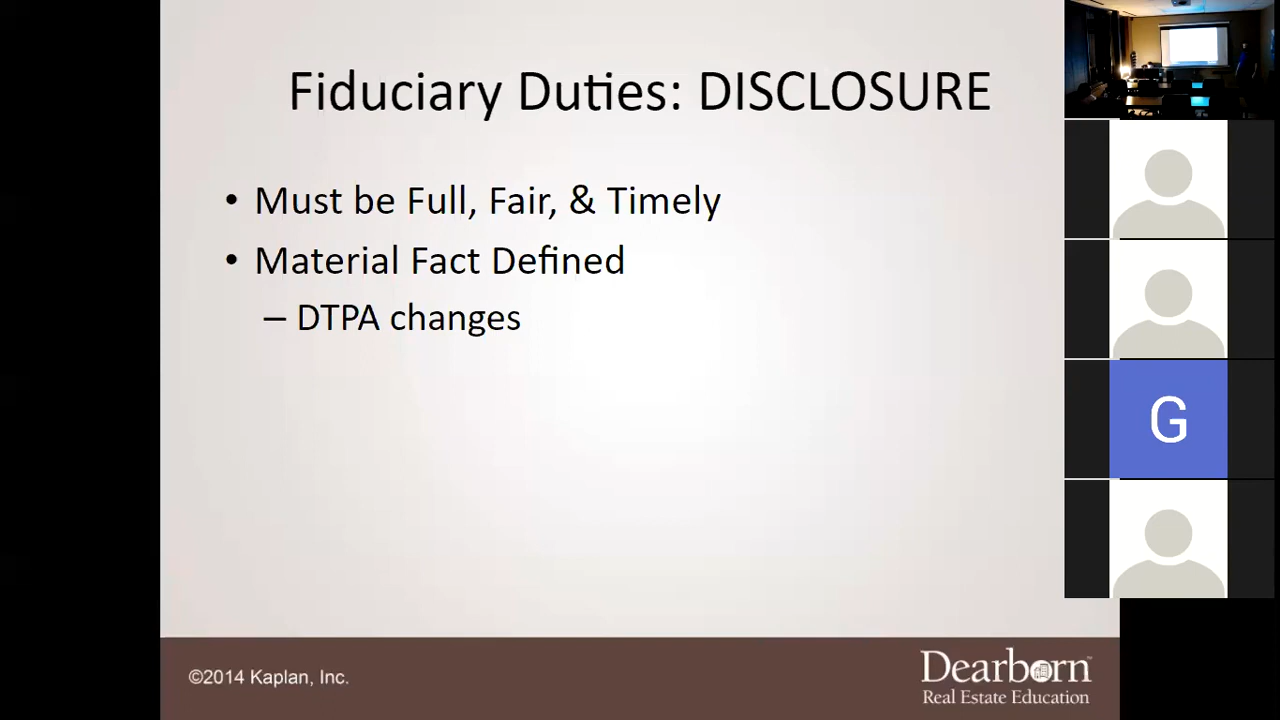 Fiduciary Duties: DISCLOSURE
• Must be Full, Fair, & Timely
• Material Fact Defined
– DTPA changes
G
©2014 Kaplan, Inc.
Dearborn™
Real Estate Education